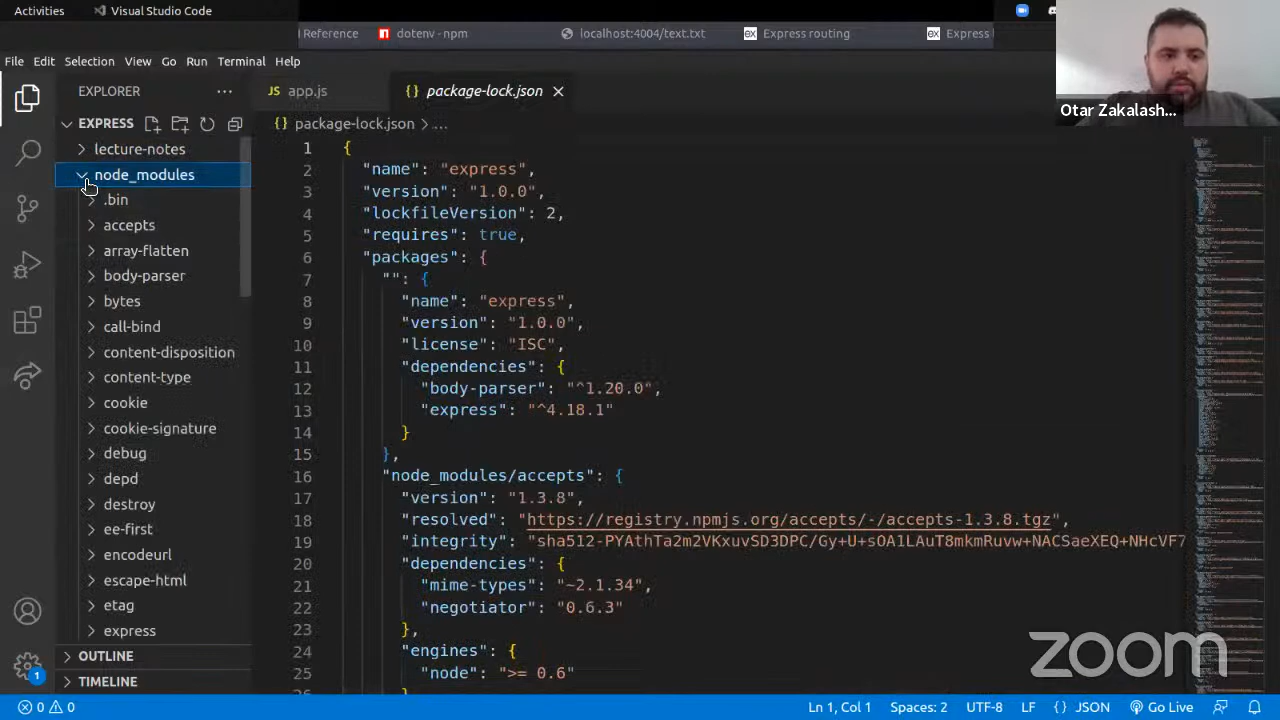 Activities
Visual Studio Code
Reference
dotenv - npm
localhost:4004/text.txt
ex Express routing
ex Express
File Edit Selection View Go Run Terminal Help
Otar Zakalash...
EXPLORER
app.js
package-lock.json
EXPRESS
package-lock.json > ...
lecture-notes
node_modules
.bin
accepts
array-flatten
body-parser
bytes
call-bind
content-disposition
content-type
cookie
cookie-signature
debug
depd
destroy
ee-first
encodeurl
escape-html
etag
express
OUTLINE
TIMELINE
1 {
2 "name": "express",
3 "version": "1.0.0",
4 "lockfileVersion": 2,
5 "requires": true,
6 "packages": {
7 "": {
8 "name": "express",
9 "version": "1.0.0",
10 "license": "ISC",
11 "dependencies": {
12 "body-parser": "^1.20.0",
13 "express": "^4.18.1"
14 }
15 },
16 "node_modules/accepts": {
17 "version": "1.3.8",
18 "resolved": registry.npmjs.org/accepts/-/accepts-1.3.8.tgz",
19 "integrity":
20 "dependencies": {
21 "mime-types": "~2.1.34",
22 "negotiator": "0.6.3"
23 },
24 "engines": {
25 "node": 0.6"
26 }
zoom
1
0 0
Ln 1, Col 1
Spaces: 2
UTF-8
LF
{ } JSON
Go Live